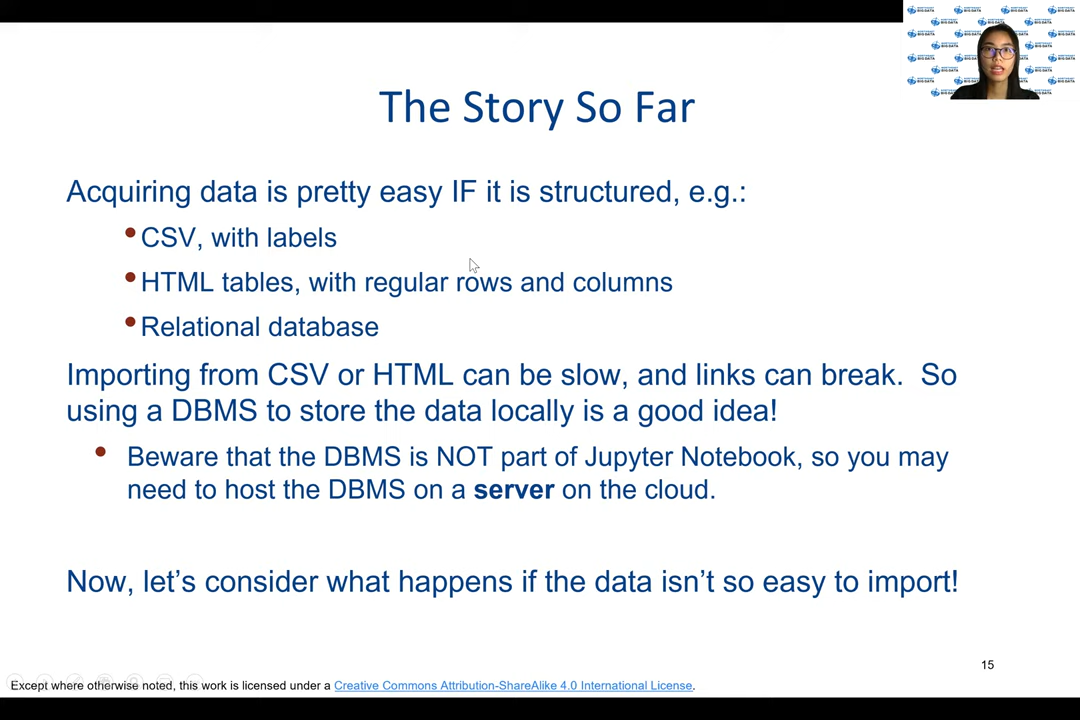 The Story So Far
Acquiring data is pretty easy IF it is structured, e.g.:
•CSV, with labels
•HTML tables, with regular rows and columns
•Relational database
Importing from CSV or HTML can be slow, and links can break. So
using a DBMS to store the data locally is a good idea!
• Beware that the DBMS is NOT part of Jupyter Notebook, so you may
need to host the DBMS on a server on the cloud.
Now, let’s consider what happens if the data isn’t so easy to import!
15
Except where otherwise noted, this work is licensed under a Creative Commons Attribution-ShareAlike 4.0 International License.